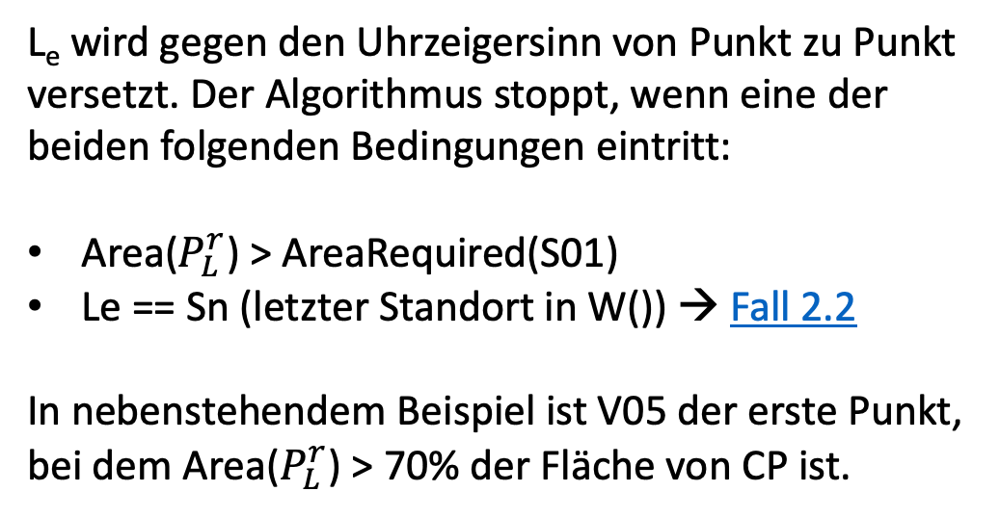 Le wird gegen den Uhrzeigersinn von Punkt zu Punkt
versetzt. Der Algorithmus stoppt, wenn eine der
beiden folgenden Bedingungen eintritt:
• Area(P_L^r) > AreaRequired(S01)
• Le == Sn (letzter Standort in W()) → Fall 2.2
In nebenstehendem Beispiel ist V05 der erste Punkt,
bei dem Area(P_L^r) > 70% der Fläche von CP ist.